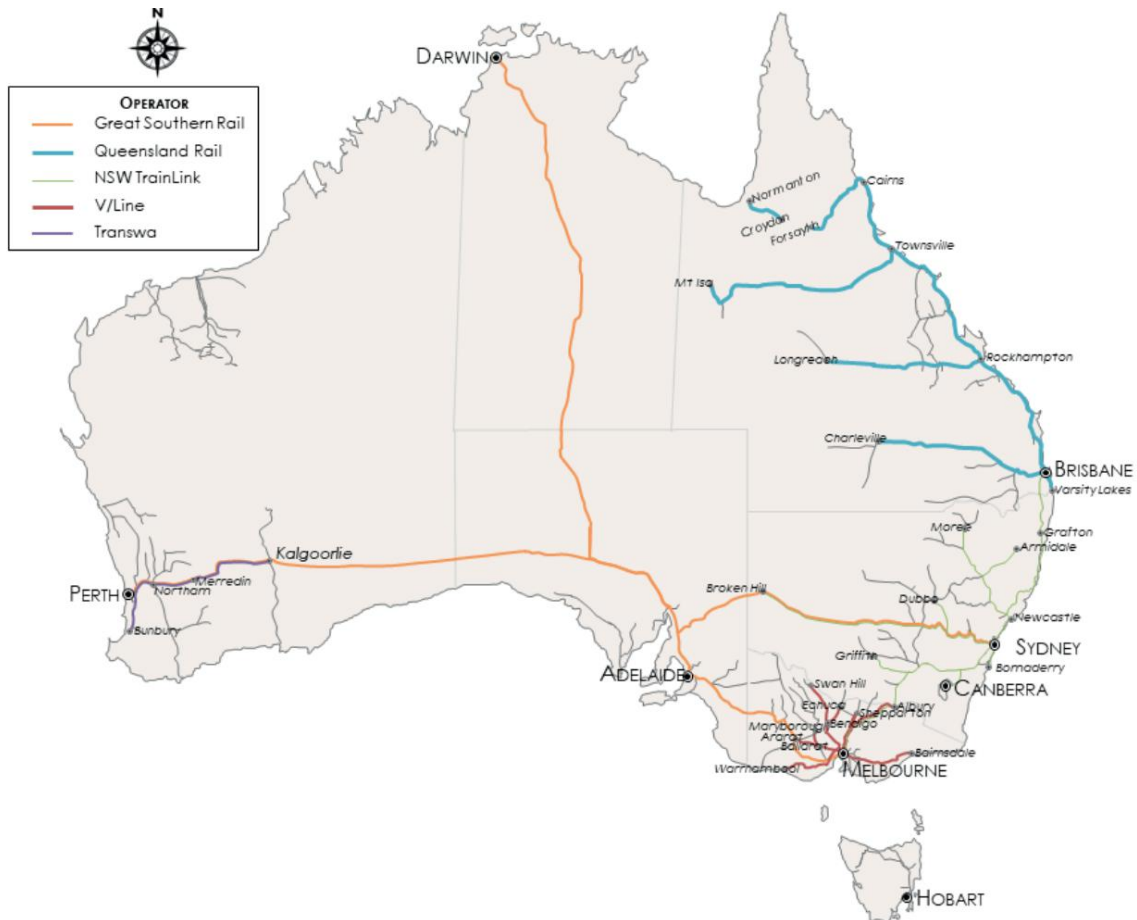 N
DARWIN
OPERATOR
Great Southern Rail
Queensland Rail
NSW TrainLink
V/Line
Transwa
Normanton
Cairns
Croydon
Forsayth
Townsville
Mt Isa
Longreach
Rockhampton
Charleville
BRISBANE
Varsity Lakes
Moree
Grafton
Armidale
Kalgoorlie
Merredin
Northam
PERTH
Bunbury
Broken Hill
Dubbo
Newcastle
SYDNEY
Griffith
Bomaderry
ADELAIDE
Swan Hill
CANBERRA
Echuca
Albury
Shepparton
Maryborough
Bendigo
Ararat
Ballarat
Bairnsdale
Warrnambool
MELBOURNE
HOBART